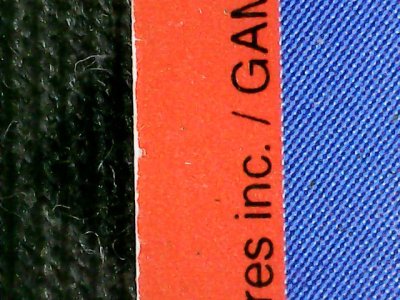 res inc. / GAM